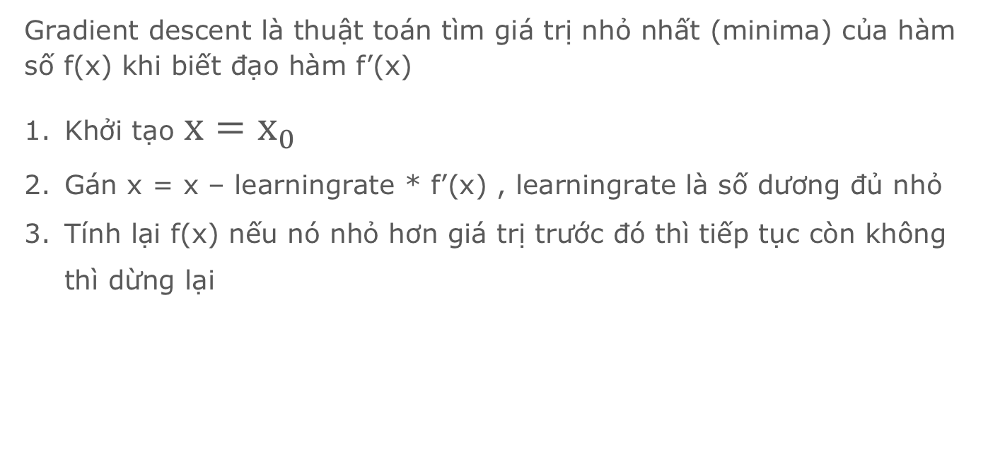 Gradient descent là thuật toán tìm giá trị nhỏ nhất (minima) của hàm
số f(x) khi biết đạo hàm f’(x)
1. Khởi tạo x = x₀
2. Gán x = x – learningrate * f’(x) , learningrate là số dương đủ nhỏ
3. Tính lại f(x) nếu nó nhỏ hơn giá trị trước đó thì tiếp tục còn không
thì dừng lại